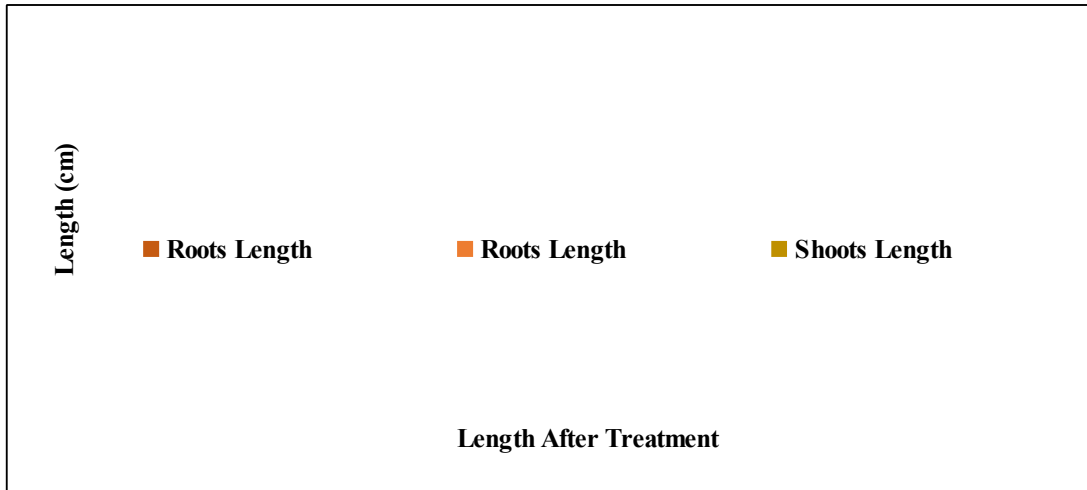 Length (cm)
Roots Length
Roots Length
Shoots Length
Length After Treatment